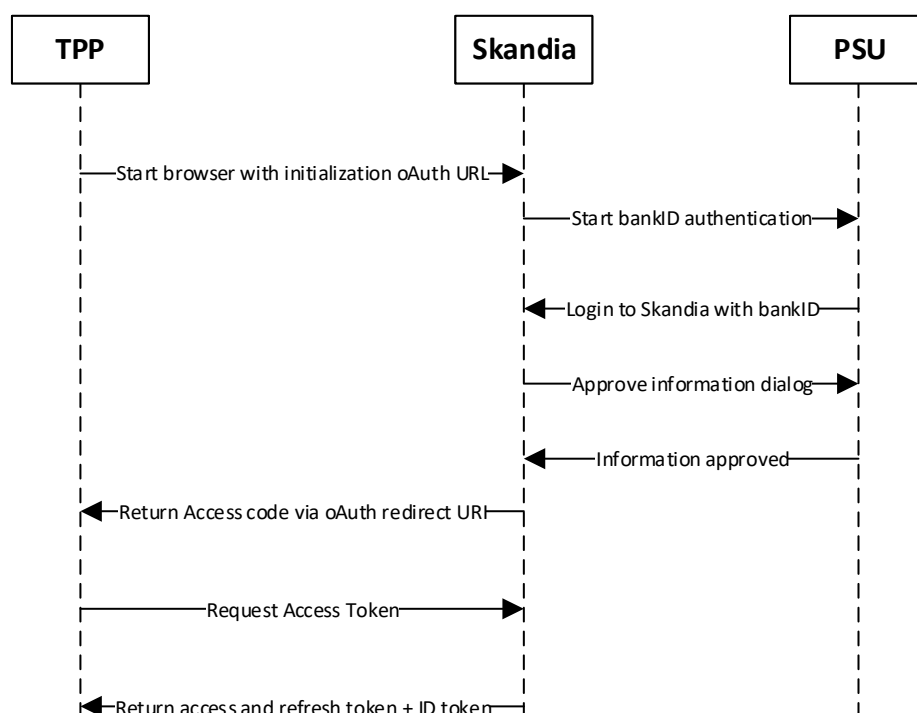 TPP
Skandia
PSU
Start browser with initialization oAuth URL
Start bankID authentication
Login to Skandia with bankID
Approve information dialog
Information approved
Return Access code via oAuth redirect URI
Request Access Token
Return access and refresh token + ID token